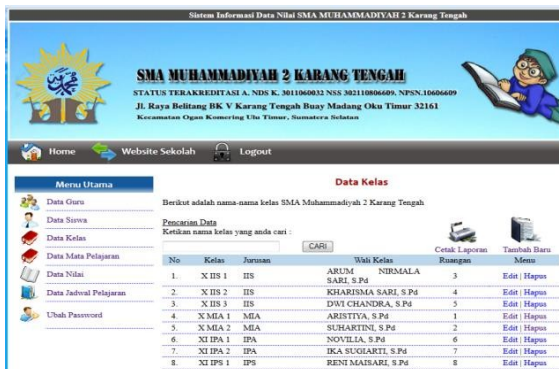 Sistem Informasi Data Nilai SMA MUHAMMADIYAH 2 Karang Tengah
SMA MUHAMMADIYAH 2 KARANG TENGAH
STATUS TERAKREDITASI A. NDS K. 3011060032 NSS 302110806609. NPSN.10606609
Jl. Raya Belitang BK V Karang Tengah Buay Madang Oku Timur 32161
Kecamatan Ogan Komering Ulu Timur, Sumatera Selatan
Home Website Sekolah Logout
Menu Utama
Data Guru
Data Siswa
Data Kelas
Data Mata Pelajaran
Data Nilai
Data Jadwal Pelajaran
Ubah Password
Data Kelas
Berikut adalah nama-nama kelas SMA Muhammadiyah 2 Karang Tengah
Pencarian Data
Ketikan nama kelas yang anda cari :
CARI
Cetak Laporan Tambah Baru
No Kelas Jurusan Wali Kelas Ruangan Menu
1. X IIS 1 IIS ARUM NIRMALA SARI, S.Pd 3 Edit | Hapus
2. X IIS 2 IIS KHARISMA SARI, S.Pd 4 Edit | Hapus
3. X IIS 3 IIS DWI CHANDRA, S.Pd 5 Edit | Hapus
4. X MIA 1 MIA ARISTIYA, S.Pd 1 Edit | Hapus
5. X MIA 2 MIA SUHARTINI, S.Pd 2 Edit | Hapus
6. XI IPA 1 IPA NOVILIA, S.Pd 6 Edit | Hapus
7. XI IPA 2 IPA IKA SUGIARTI, S.Pd 7 Edit | Hapus
8. XI IPS 1 IPS RENI MAISARI, S.Pd 8 Edit | Hapus